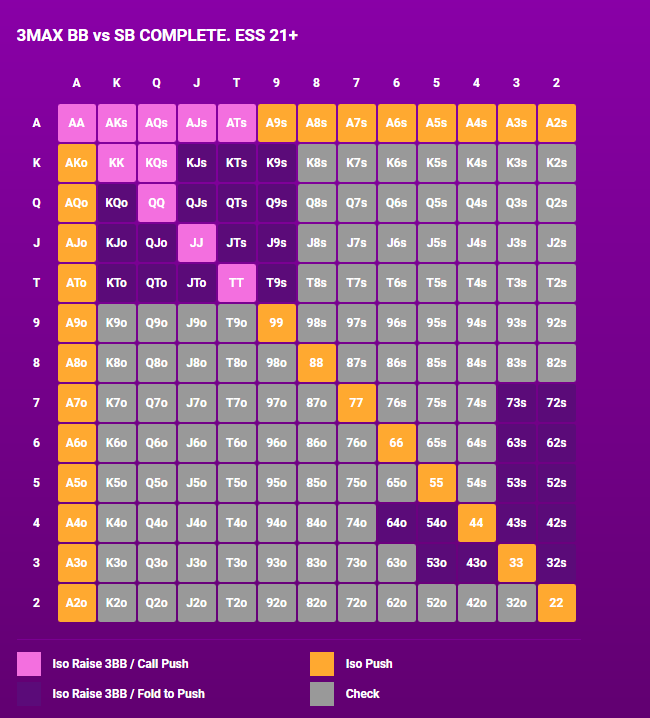 3MAX BB vs SB COMPLETE. ESS 21+
A K Q J T 9 8 7 6 5 4 3 2
A AA AKs AQs AJs ATs A9s A8s A7s A6s A5s A4s A3s A2s
K AKo KK KQs KJs KTs K9s K8s K7s K6s K5s K4s K3s K2s
Q AQo KQo QQ QJs QTs Q9s Q8s Q7s Q6s Q5s Q4s Q3s Q2s
J AJo KJo QJo JJ JTs J9s J8s J7s J6s J5s J4s J3s J2s
T ATo KTo QTo JTo TT T9s T8s T7s T6s T5s T4s T3s T2s
9 A9o K9o Q9o J9o T9o 99 98s 97s 96s 95s 94s 93s 92s
8 A8o K8o Q8o J8o T8o 98o 88 87s 86s 85s 84s 83s 82s
7 A7o K7o Q7o J7o T7o 97o 87o 77 76s 75s 74s 73s 72s
6 A6o K6o Q6o J6o T6o 96o 86o 76o 66 65s 64s 63s 62s
5 A5o K5o Q5o J5o T5o 95o 85o 75o 65o 55 54s 53s 52s
4 A4o K4o Q4o J4o T4o 94o 84o 74o 64o 54o 44 43s 42s
3 A3o K3o Q3o J3o T3o 93o 83o 73o 63o 53o 43o 33 32s
2 A2o K2o Q2o J2o T2o 92o 82o 72o 62o 52o 42o 32o 22
Iso Raise 3BB / Call Push Iso Push
Iso Raise 3BB / Fold to Push Check